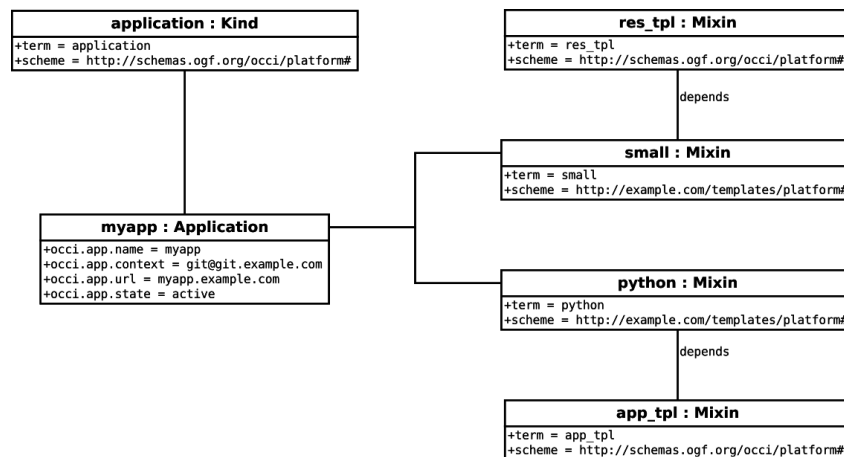 application : Kind
+term = application
+scheme = http://schemas.ogf.org/occi/platform#
res_tpl : Mixin
+term = res_tpl
+scheme = http://schemas.ogf.org/occi/platform#
depends
small : Mixin
+term = small
+scheme = http://example.com/templates/platform#
myapp : Application
+occi.app.name = myapp
+occi.app.context = git@git.example.com
+occi.app.url = myapp.example.com
+occi.app.state = active
python : Mixin
+term = python
+scheme = http://example.com/templates/platform#
depends
app_tpl : Mixin
+term = app_tpl
+scheme = http://schemas.ogf.org/occi/platform#